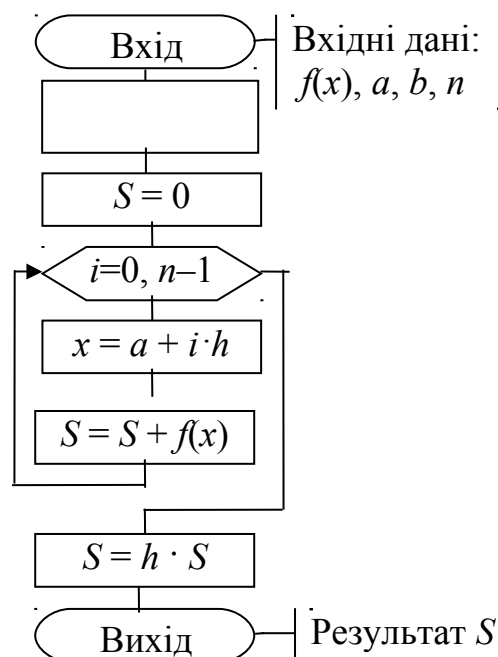 Вхід
Вхідні дані:
f(x), a, b, n
S = 0
i=0, n–1
x = a + i·h
S = S + f(x)
S = h · S
Вихід
Результат S